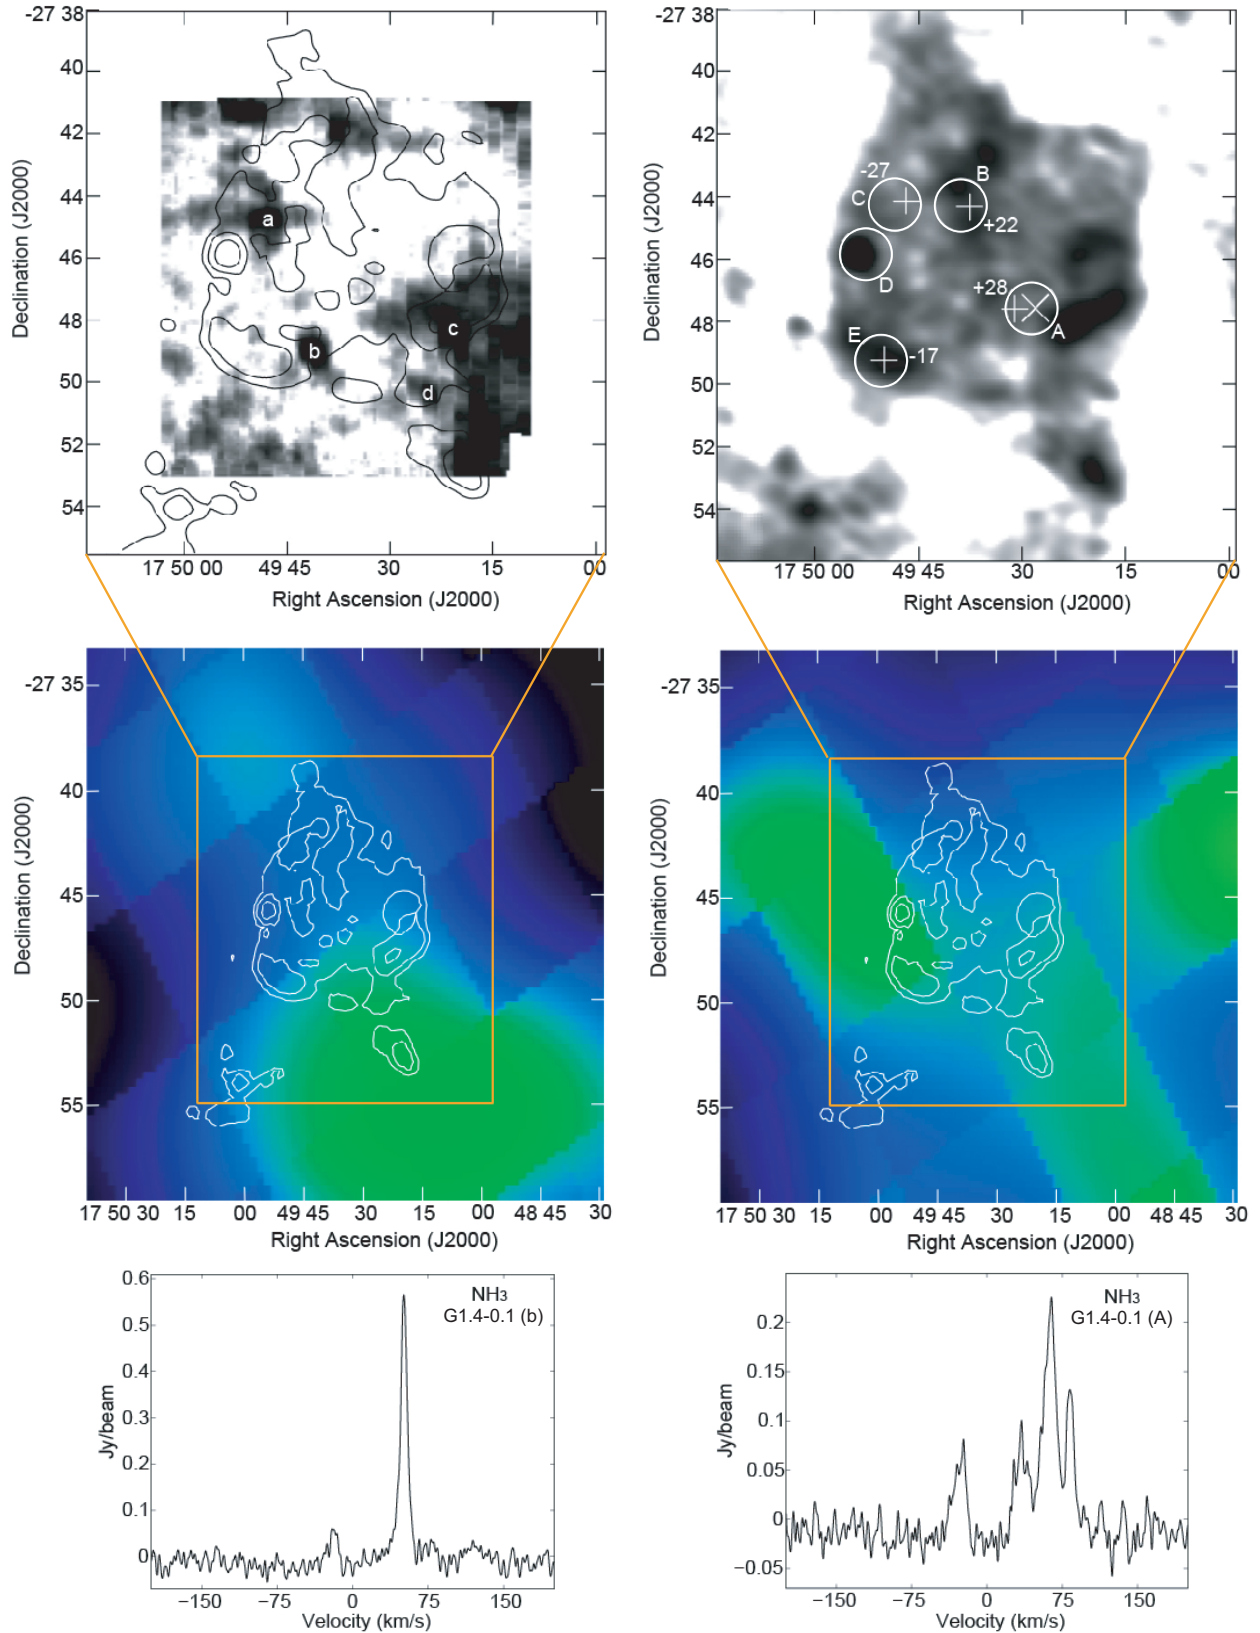 -27 38
40
42
44
46
48
50
52
54
Declination (J2000)
a
b
c
d
17 50 00
49 45
30
15
00
Right Ascension (J2000)
-27 38
40
42
44
46
48
50
52
54
Declination (J2000)
-27
C
B
+22
D
+28
A
E
-17
17 50 00
49 45
30
15
00
Right Ascension (J2000)
-27 35
40
45
50
55
Declination (J2000)
17 50 30
15
00
49 45
30
15
00
48 45
30
Right Ascension (J2000)
-27 35
40
45
50
55
Declination (J2000)
17 50 30
15
00
49 45
30
15
00
48 45
30
Right Ascension (J2000)
0.6
0.5
0.4
0.3
0.2
0.1
0
Jy/beam
NH3
G1.4-0.1 (b)
−150
−75
0
75
150
Velocity (km/s)
0.2
0.15
0.1
0.05
0
−0.05
Jy/beam
NH3
G1.4-0.1 (A)
−150
−75
0
75
150
Velocity (km/s)